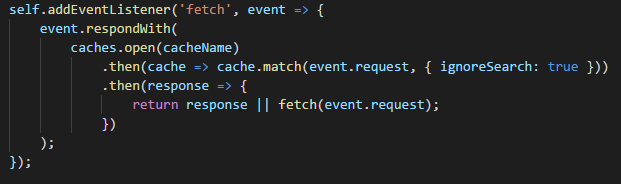 self.addEventListener('fetch', event => {
    event.respondWith(
        caches.open(cacheName)
            .then(cache => cache.match(event.request, { ignoreSearch: true }))
            .then(response => {
                return response || fetch(event.request);
            })
    );
});